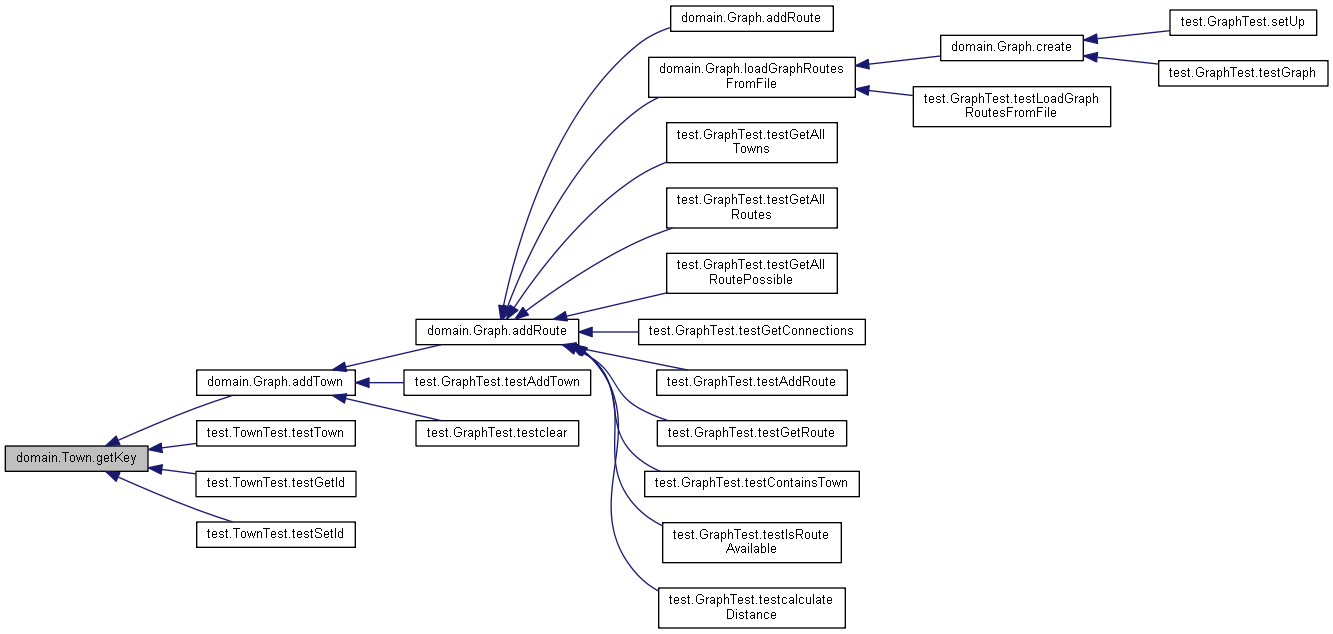 domain.Graph.addRoute
domain.Graph.loadGraphRoutes
FromFile
domain.Graph.create
test.GraphTest.setUp
test.GraphTest.testGraph
test.GraphTest.testLoadGraph
RoutesFromFile
test.GraphTest.testGetAll
Towns
test.GraphTest.testGetAll
Routes
test.GraphTest.testGetAll
RoutePossible
domain.Graph.addRoute
test.GraphTest.testGetConnections
domain.Graph.addTown
test.GraphTest.testAddTown
test.GraphTest.testAddRoute
test.TownTest.testTown
test.GraphTest.testclear
test.GraphTest.testGetRoute
domain.Town.getKey
test.TownTest.testGetId
test.GraphTest.testContainsTown
test.TownTest.testSetId
test.GraphTest.testIsRoute
Available
test.GraphTest.testcalculate
Distance